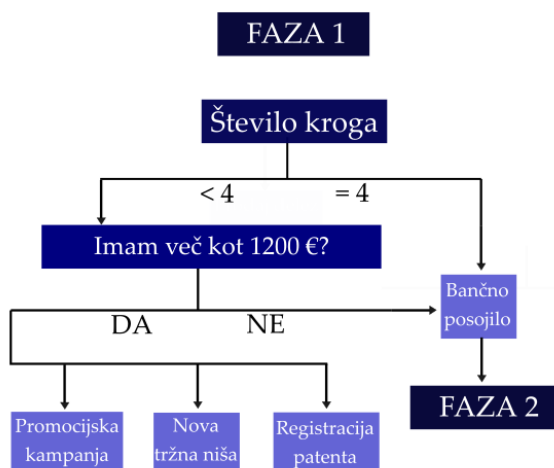 FAZA 1
Število kroga
< 4
= 4
Imam več kot 1200 €?
Bančno
posojilo
DA
NE
FAZA 2
Promocijska
kampanja
Nova
tržna niša
Registracija
patenta